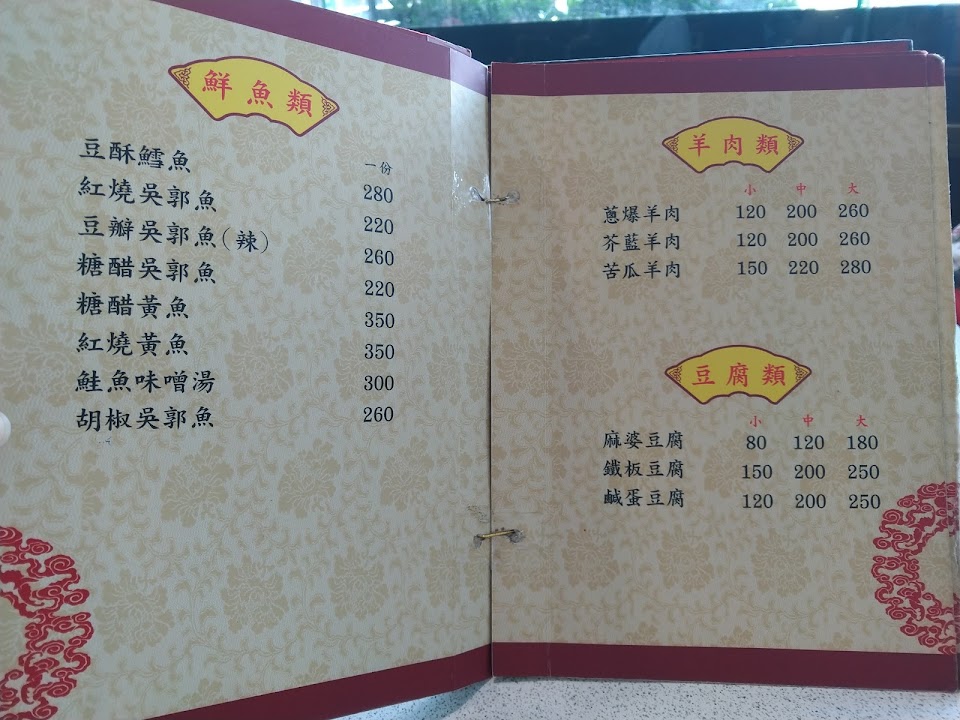 鮮魚類
一份
豆酥鱈魚 280
紅燒吳郭魚 220
豆瓣吳郭魚(辣) 260
糖醋吳郭魚 220
糖醋黃魚 350
紅燒黃魚 350
鮭魚味噌湯 300
胡椒吳郭魚 260
羊肉類
小 中 大
蔥爆羊肉 120 200 260
芥藍羊肉 120 200 260
苦瓜羊肉 150 220 280
豆腐類
小 中 大
麻婆豆腐 80 120 180
鐵板豆腐 150 200 250
鹹蛋豆腐 120 200 250